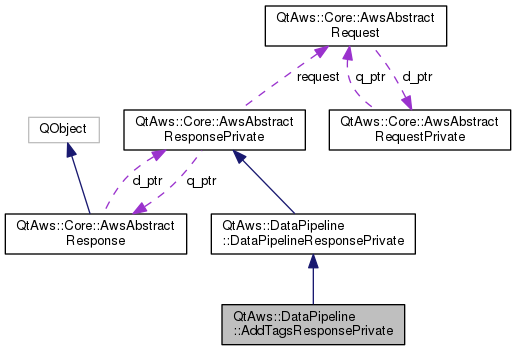 QtAws::Core::AwsAbstract
Request
request
q_ptr
d_ptr
QObject
QtAws::Core::AwsAbstract
ResponsePrivate
QtAws::Core::AwsAbstract
RequestPrivate
d_ptr
q_ptr
QtAws::Core::AwsAbstract
Response
QtAws::DataPipeline
::DataPipelineResponsePrivate
QtAws::DataPipeline
::AddTagsResponsePrivate